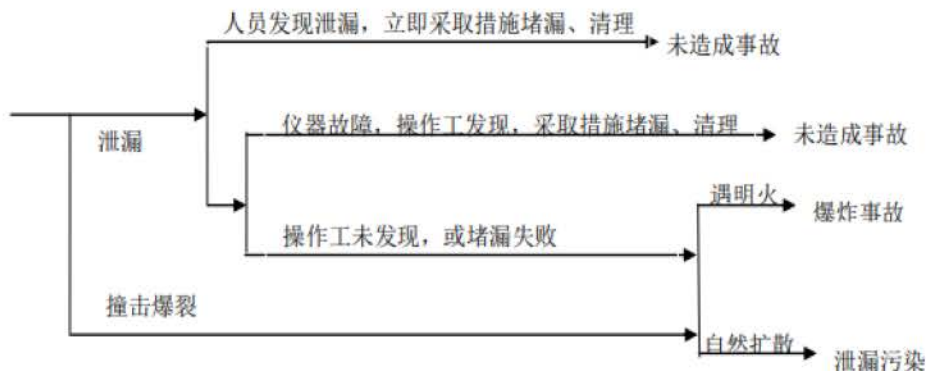 人员发现泄漏，立即采取措施堵漏、清理
未造成事故
泄漏
仪器故障，操作工发现，采取措施堵漏、清理
未造成事故
遇明火
爆炸事故
操作工未发现，或堵漏失败
撞击爆裂
自然扩散
泄漏污染